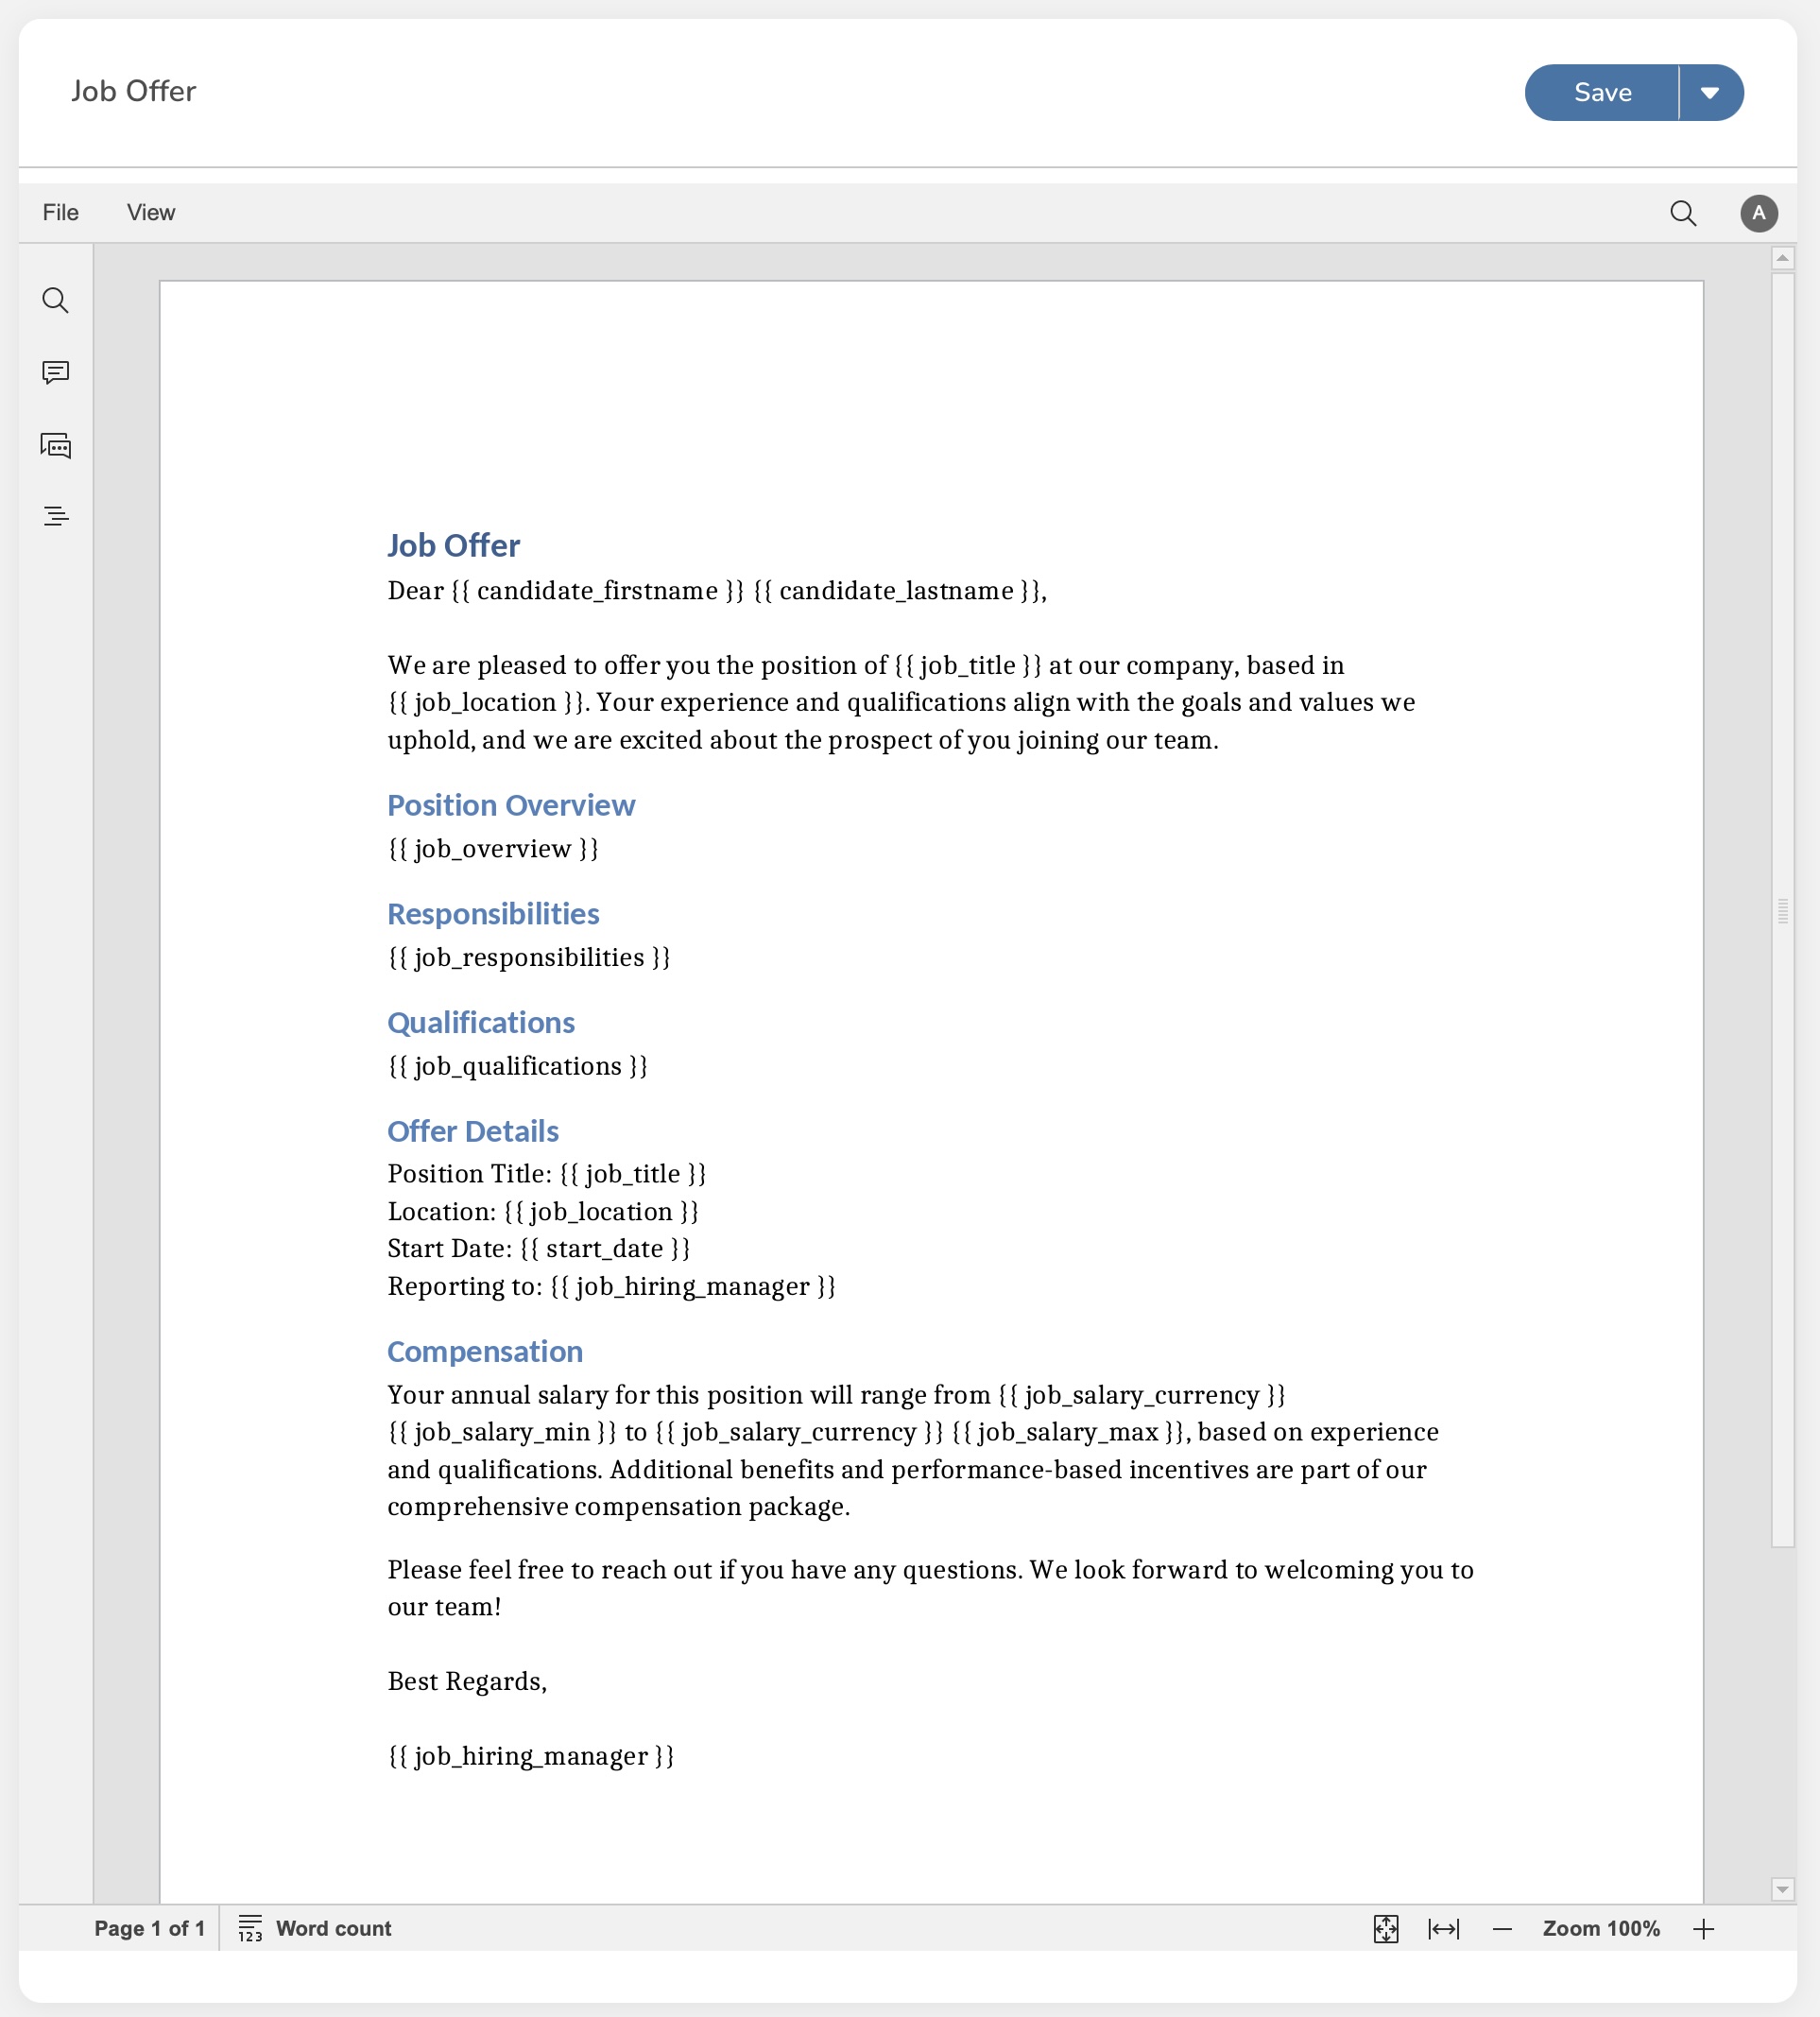 Job Offer
Save
File View
A
Job Offer
Dear {{ candidate_firstname }} {{ candidate_lastname }},
We are pleased to offer you the position of {{ job_title }} at our company, based in
{{ job_location }}. Your experience and qualifications align with the goals and values we
uphold, and we are excited about the prospect of you joining our team.
Position Overview
{{ job_overview }}
Responsibilities
{{ job_responsibilities }}
Qualifications
{{ job_qualifications }}
Offer Details
Position Title: {{ job_title }}
Location: {{ job_location }}
Start Date: {{ start_date }}
Reporting to: {{ job_hiring_manager }}
Compensation
Your annual salary for this position will range from {{ job_salary_currency }}
{{ job_salary_min }} to {{ job_salary_currency }} {{ job_salary_max }}, based on experience
and qualifications. Additional benefits and performance-based incentives are part of our
comprehensive compensation package.
Please feel free to reach out if you have any questions. We look forward to welcoming you to
our team!
Best Regards,
{{ job_hiring_manager }}
Page 1 of 1 123 Word count Zoom 100%